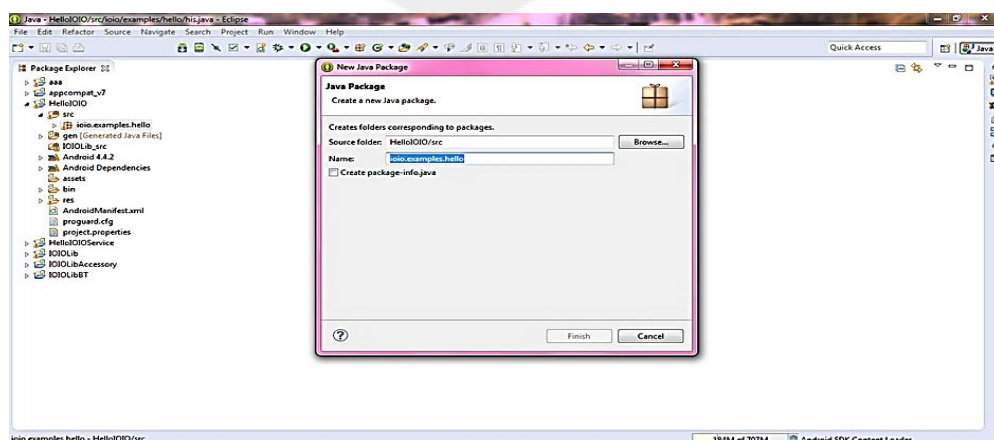 Java - HelloIOIO/src/ioio/examples/hello/his.java - Eclipse
File Edit Refactor Source Navigate Search Project Run Window Help
Quick Access
Java
Package Explorer
aaa
appcompat_v7
HelloIOIO
src
ioio.examples.hello
gen [Generated Java Files]
IOIOLib_src
Android 4.4.2
Android Dependencies
assets
bin
res
AndroidManifest.xml
proguard.cfg
project.properties
HelloIOIOService
IOIOLib
IOIOLibAccessory
IOIOLibBT
New Java Package
Java Package
Create a new Java package.
Creates folders corresponding to packages.
Source folder: HelloIOIO/src Browse...
Name: ioio.examples.hello
Create package-info.java
Finish Cancel
ioio.examples.hello - HelloIOIO/src
184M of 707M Android SDK Content Loader